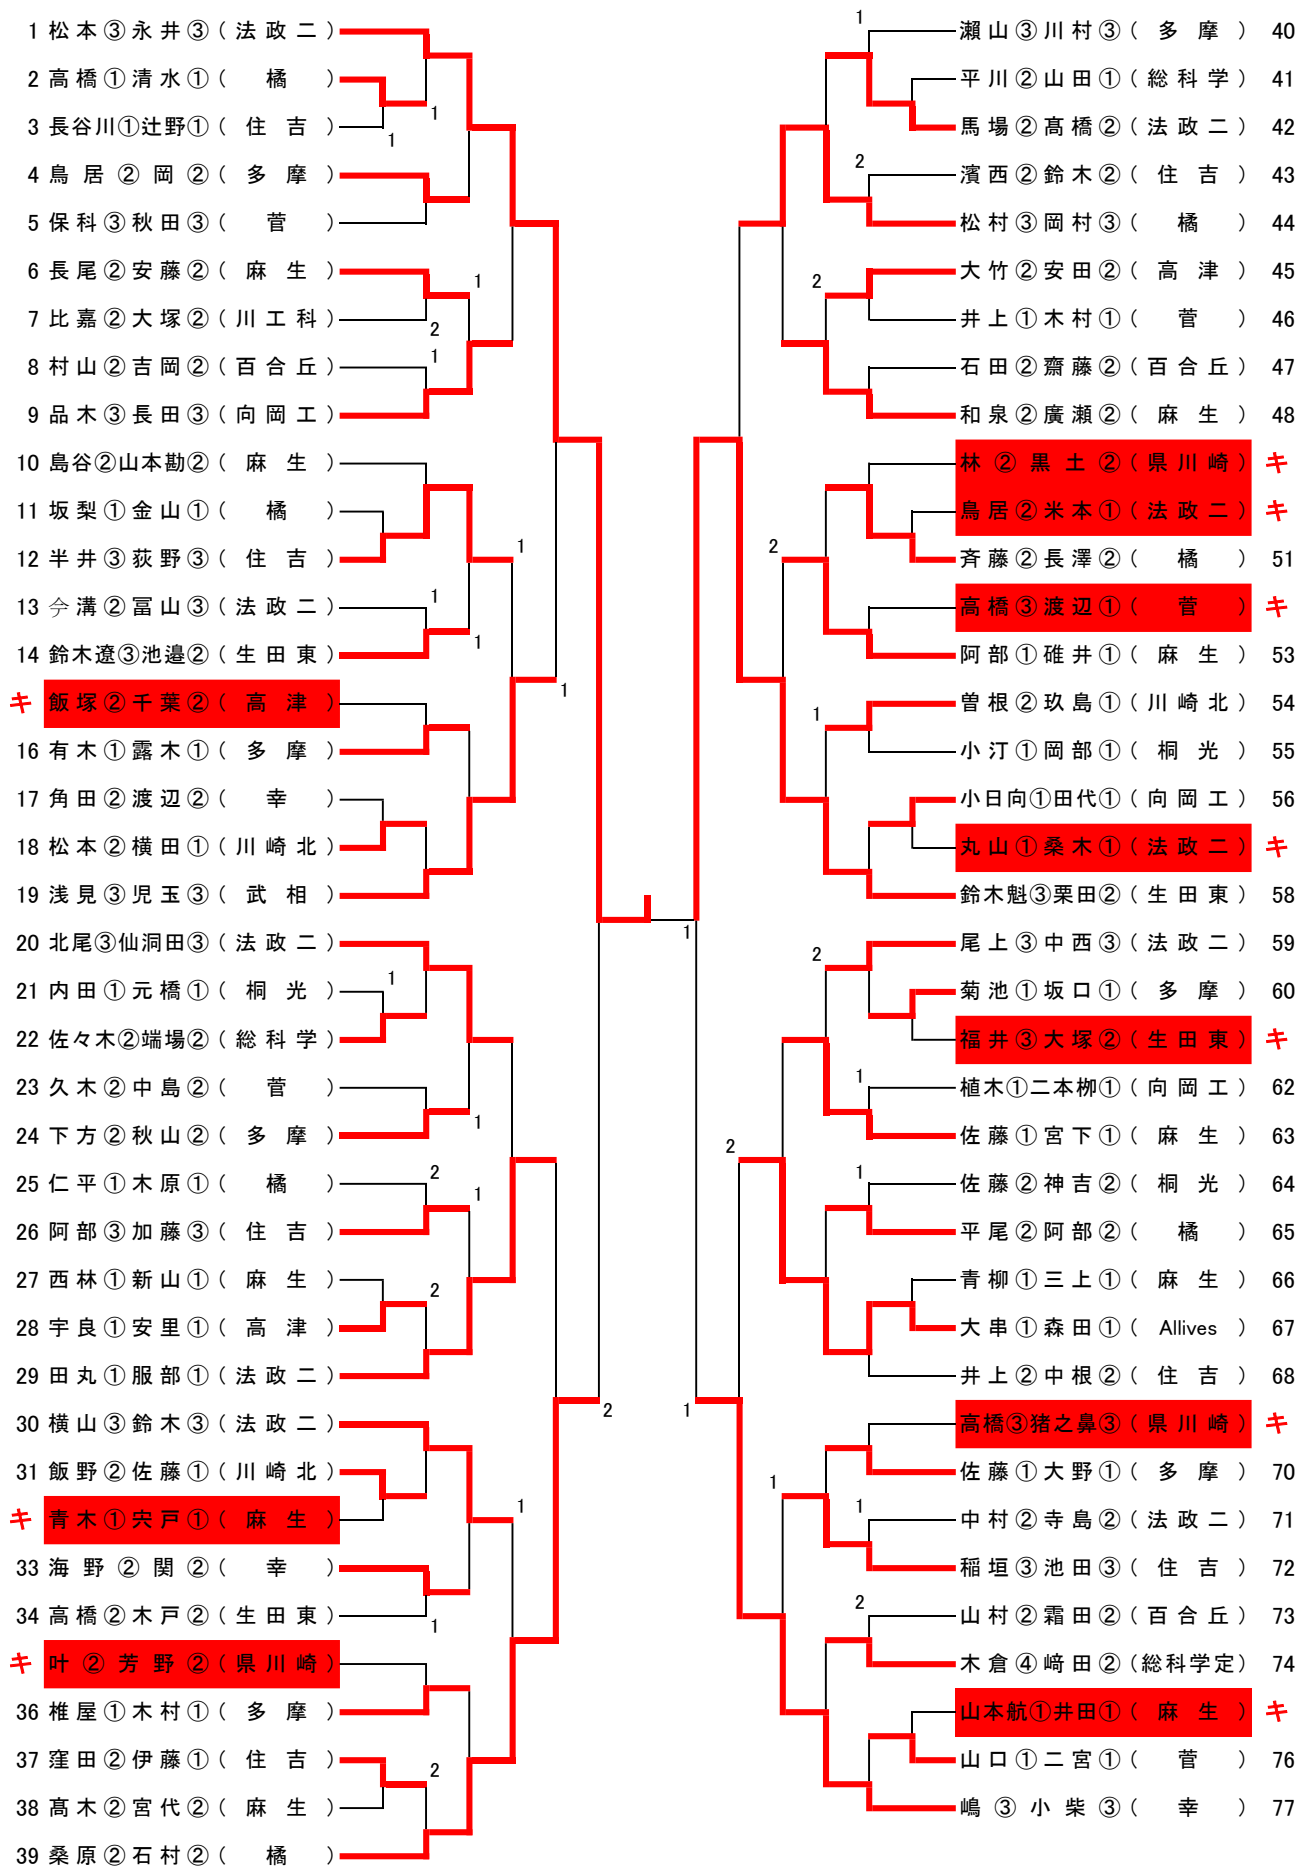 1 松本③永井③(法政二)
2 高橋①清水①(橘)
3 長谷川①辻野①(住吉)
4 鳥居②岡②(多摩)
5 保科③秋田③(菅)
6 長尾②安藤②(麻生)
7 比嘉②大塚②(川工科)
8 村山②吉岡②(百合丘)
9 品木③長田③(向岡工)
10 島谷②山本勘②(麻生)
11 坂梨①金山①(橘)
12 半井③荻野③(住吉)
13 今溝②冨山③(法政二)
14 鈴木遼③池邉②(生田東)
キ 飯塚②千葉②(高津)
16 有木①露木①(多摩)
17 角田②渡辺②(幸)
18 松本②横田①(川崎北)
19 浅見③児玉③(武相)
20 北尾③仙洞田③(法政二)
21 内田①元橋①(桐光)
22 佐々木②端場②(総科学)
23 久木②中島②(菅)
24 下方②秋山②(多摩)
25 仁平①木原①(橘)
26 阿部③加藤③(住吉)
27 西林①新山①(麻生)
28 宇良①安里①(高津)
29 田丸①服部①(法政二)
30 横山③鈴木③(法政二)
31 飯野②佐藤①(川崎北)
キ 青木①宍戸①(麻生)
33 海野②関②(幸)
34 高橋②木戸②(生田東)
キ 叶②芳野②(県川崎)
36 椎屋①木村①(多摩)
37 窪田②伊藤①(住吉)
38 髙木②宮代②(麻生)
39 桑原②石村②(橘)
1
1
1
2
1
1
1
1
1
1
1
2
1
2
1
1
2
2
1
瀬山③川村③(多摩) 40
平川②山田①(総科学) 41
馬場②髙橋②(法政二) 42
濱西②鈴木②(住吉) 43
松村③岡村③(橘) 44
大竹②安田②(高津) 45
井上①木村①(菅) 46
石田②齋藤②(百合丘) 47
和泉②廣瀬②(麻生) 48
林②黒土②(県川崎) キ
鳥居②米本①(法政二) キ
斉藤②長澤②(橘) 51
高橋③渡辺①(菅) キ
阿部①碓井①(麻生) 53
曽根②玖島①(川崎北) 54
小汀①岡部①(桐光) 55
小日向①田代①(向岡工) 56
丸山①桑木①(法政二) キ
鈴木魁③栗田②(生田東) 58
尾上③中西③(法政二) 59
菊池①坂口①(多摩) 60
福井③大塚②(生田東) キ
植木①二本栁①(向岡工) 62
佐藤①宮下①(麻生) 63
佐藤②神吉②(桐光) 64
平尾②阿部②(橘) 65
青柳①三上①(麻生) 66
大串①森田①(Allives) 67
井上②中根②(住吉) 68
高橋③猪之鼻③(県川崎) キ
佐藤①大野①(多摩) 70
中村②寺島②(法政二) 71
稲垣③池田③(住吉) 72
山村②霜田②(百合丘) 73
木倉④﨑田②(総科学定) 74
山本航①井田①(麻生) キ
山口①二宮①(菅) 76
嶋③小柴③(幸) 77
1
2
2
2
1
1
2
1
2
1
1
1
1
2